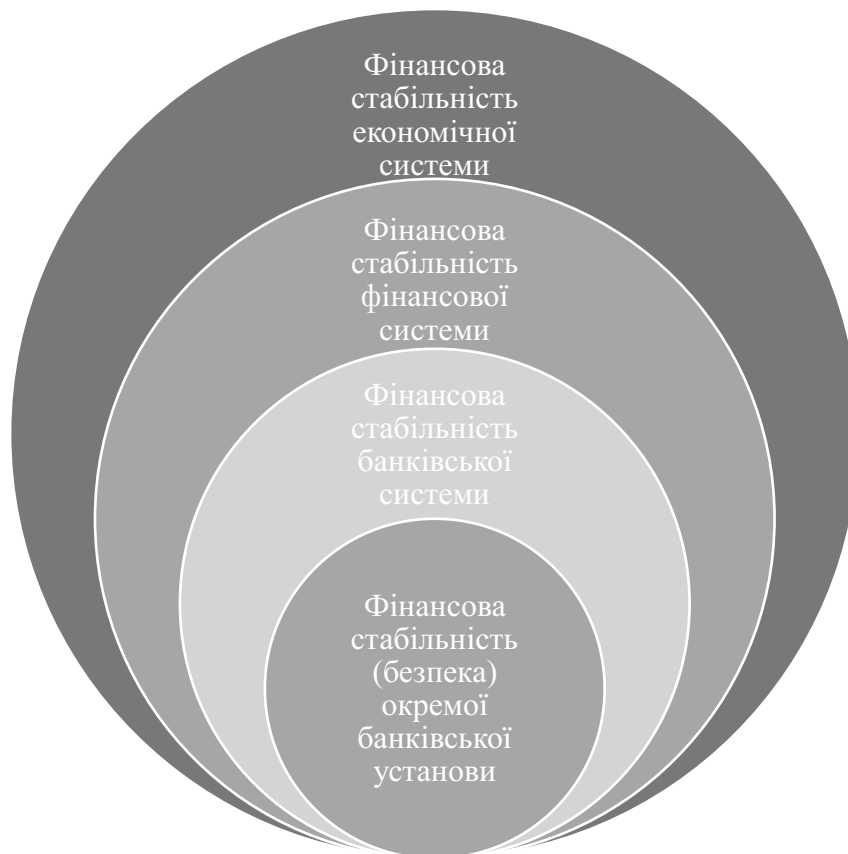 Фінансова
стабільність
економічної
системи
Фінансова
стабільність
фінансової
системи
Фінансова
стабільність
банківської
системи
Фінансова
стабільність
(безпека)
окремої
банківської
установи